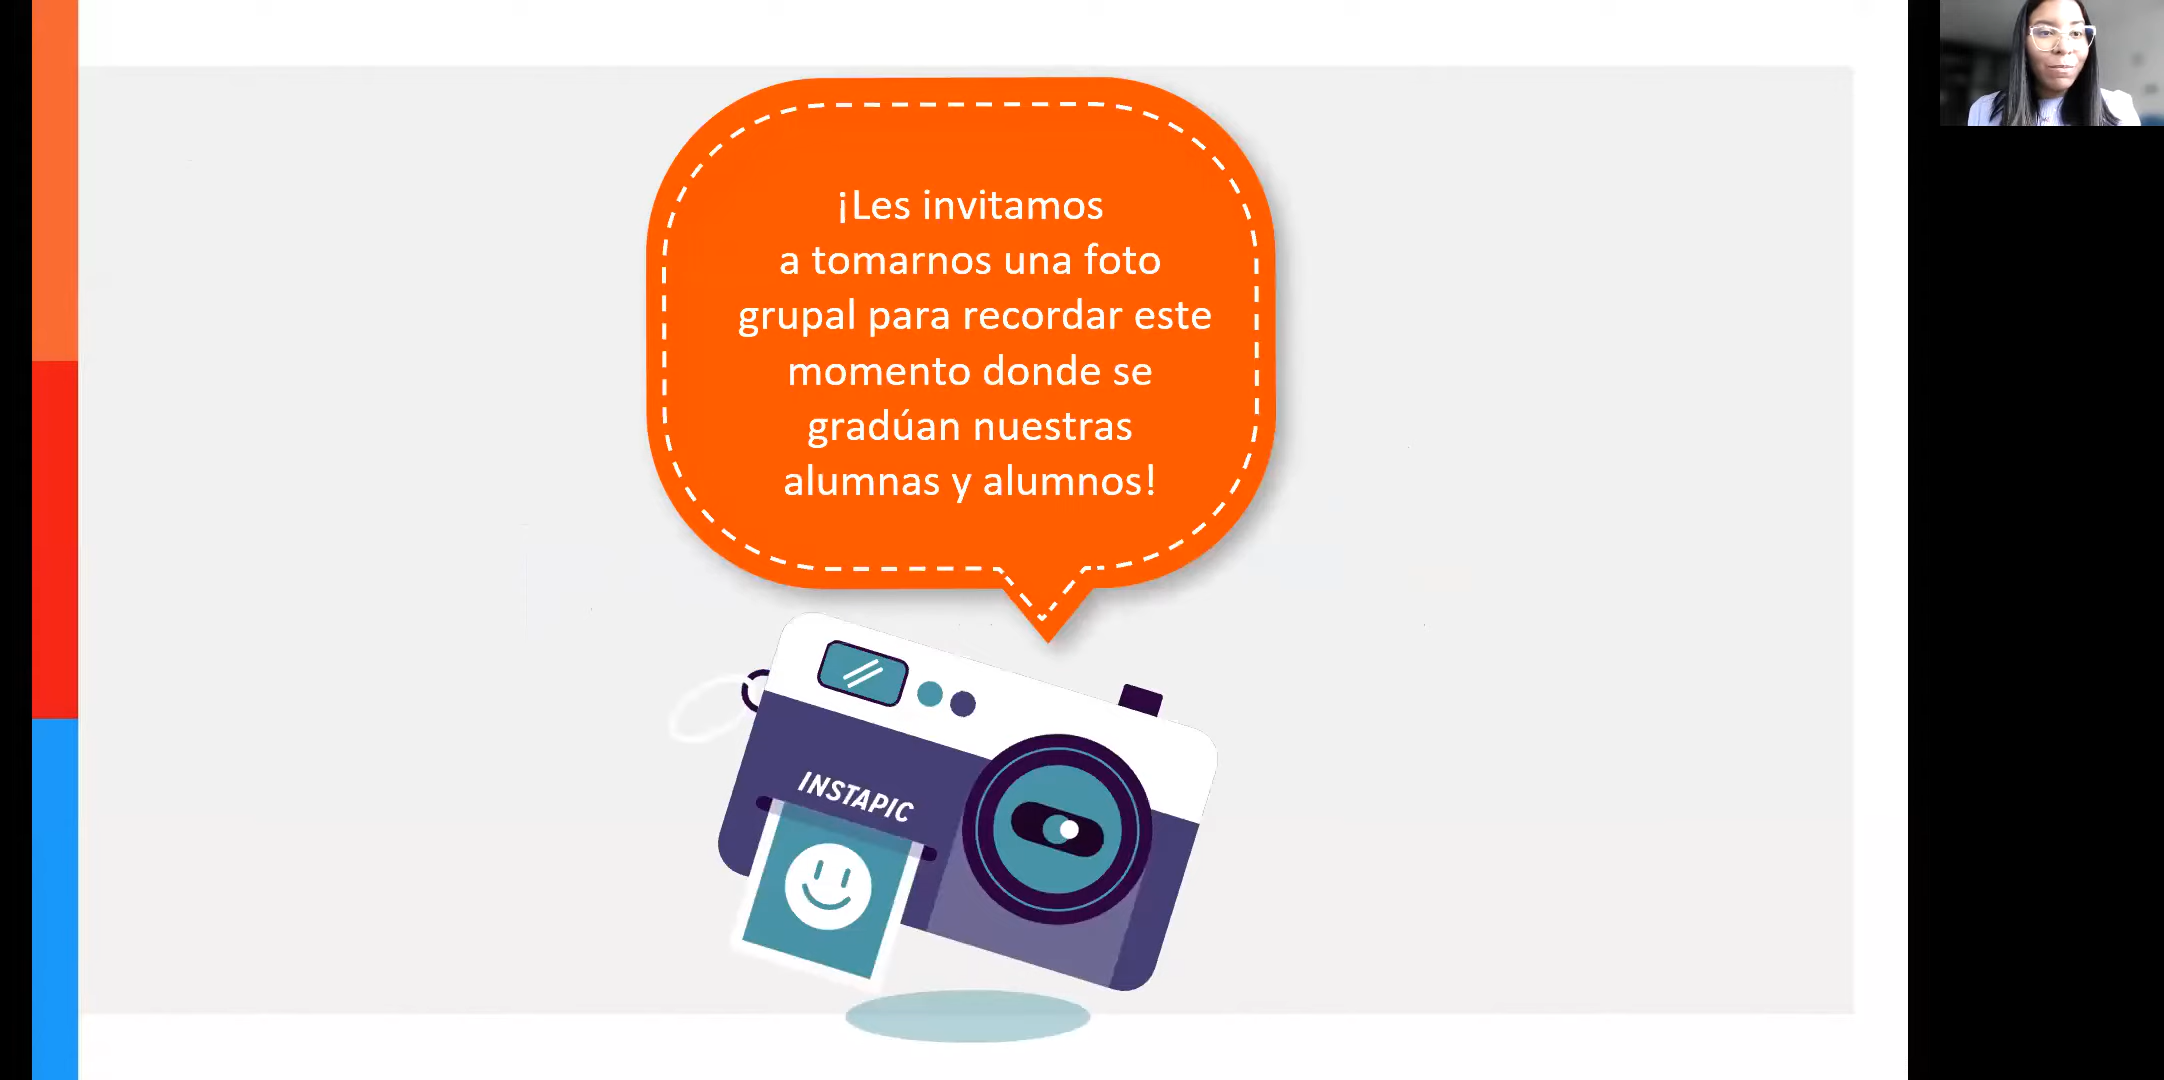 ¡Les invitamos
a tomarnos una foto
grupal para recordar este
momento donde se
gradúan nuestras
alumnas y alumnos!
INSTAPIC